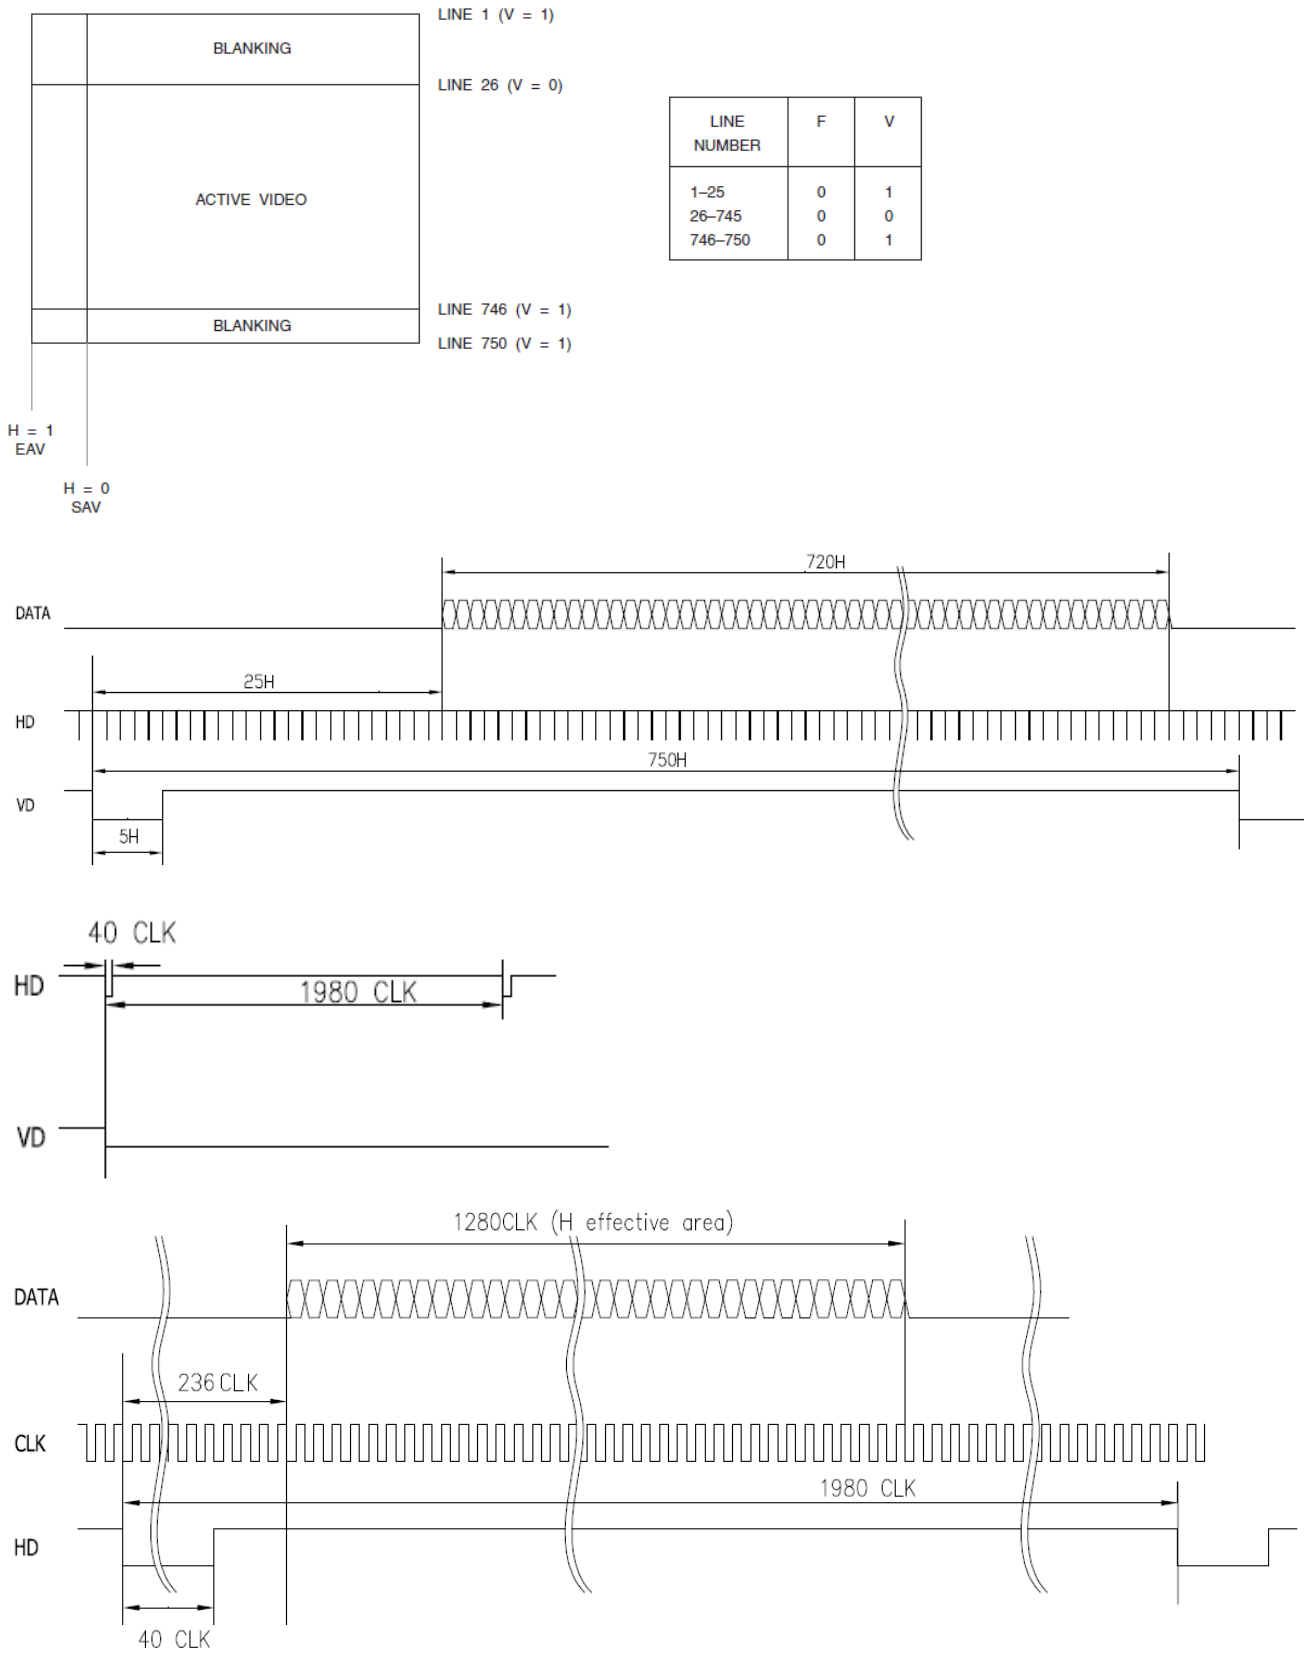 LINE 1 (V = 1)
BLANKING
LINE 26 (V = 0)
LINE NUMBER F V
1–25 0 1
26–745 0 0
746–750 0 1
ACTIVE VIDEO
LINE 746 (V = 1)
BLANKING
LINE 750 (V = 1)
H = 1
EAV
H = 0
SAV
720H
DATA
25H
HD
750H
VD
5H
40 CLK
HD
1980 CLK
VD
1280CLK (H effective area)
DATA
236 CLK
CLK
1980 CLK
HD
40 CLK